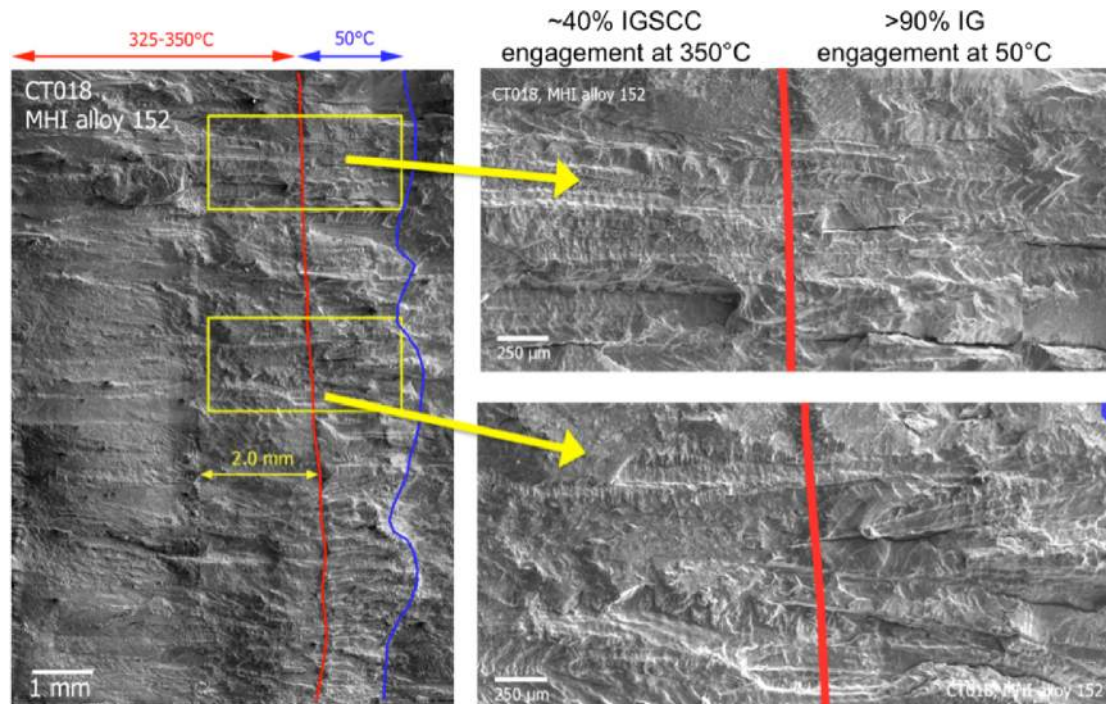 325-350°C
50°C
CT018
MHI alloy 152
2.0 mm
1 mm
~40% IGSCC
engagement at 350°C
>90% IG
engagement at 50°C
CT018, MHI alloy 152
250 µm
250 µm
CT018, MHI alloy 152